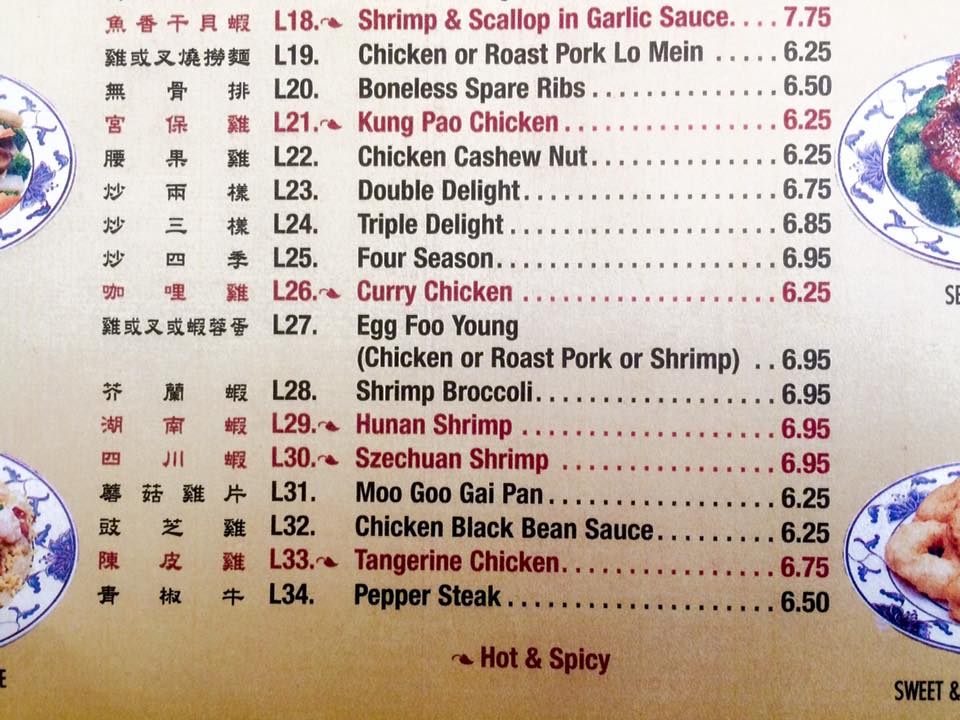 魚香干貝蝦 L18. Shrimp & Scallop in Garlic Sauce. . . . 7.75
雞或叉燒撈麵 L19. Chicken or Roast Pork Lo Mein . . . . . 6.25
無骨排 L20. Boneless Spare Ribs . . . . . . . . . . . . . . 6.50
宮保雞 L21. Kung Pao Chicken . . . . . . . . . . . . . . . . 6.25
腰果雞 L22. Chicken Cashew Nut . . . . . . . . . . . . . . 6.25
炒兩樣 L23. Double Delight . . . . . . . . . . . . . . . . . . . 6.75
炒三樣 L24. Triple Delight . . . . . . . . . . . . . . . . . . . . 6.85
炒四季 L25. Four Season . . . . . . . . . . . . . . . . . . . . . 6.95
咖哩雞 L26. Curry Chicken . . . . . . . . . . . . . . . . . . . 6.25
雞或叉或蝦蓉蛋 L27. Egg Foo Young
(Chicken or Roast Pork or Shrimp) . . 6.95
芥蘭蝦 L28. Shrimp Broccoli . . . . . . . . . . . . . . . . . . 6.95
湖南蝦 L29. Hunan Shrimp . . . . . . . . . . . . . . . . . . . 6.95
四川蝦 L30. Szechuan Shrimp . . . . . . . . . . . . . . . . 6.95
蘑菇雞片 L31. Moo Goo Gai Pan . . . . . . . . . . . . . . . . . 6.25
豉芝雞 L32. Chicken Black Bean Sauce . . . . . . . . . 6.25
陳皮雞 L33. Tangerine Chicken . . . . . . . . . . . . . . . . 6.75
青椒牛 L34. Pepper Steak . . . . . . . . . . . . . . . . . . . . 6.50
Hot & Spicy
SWEET &